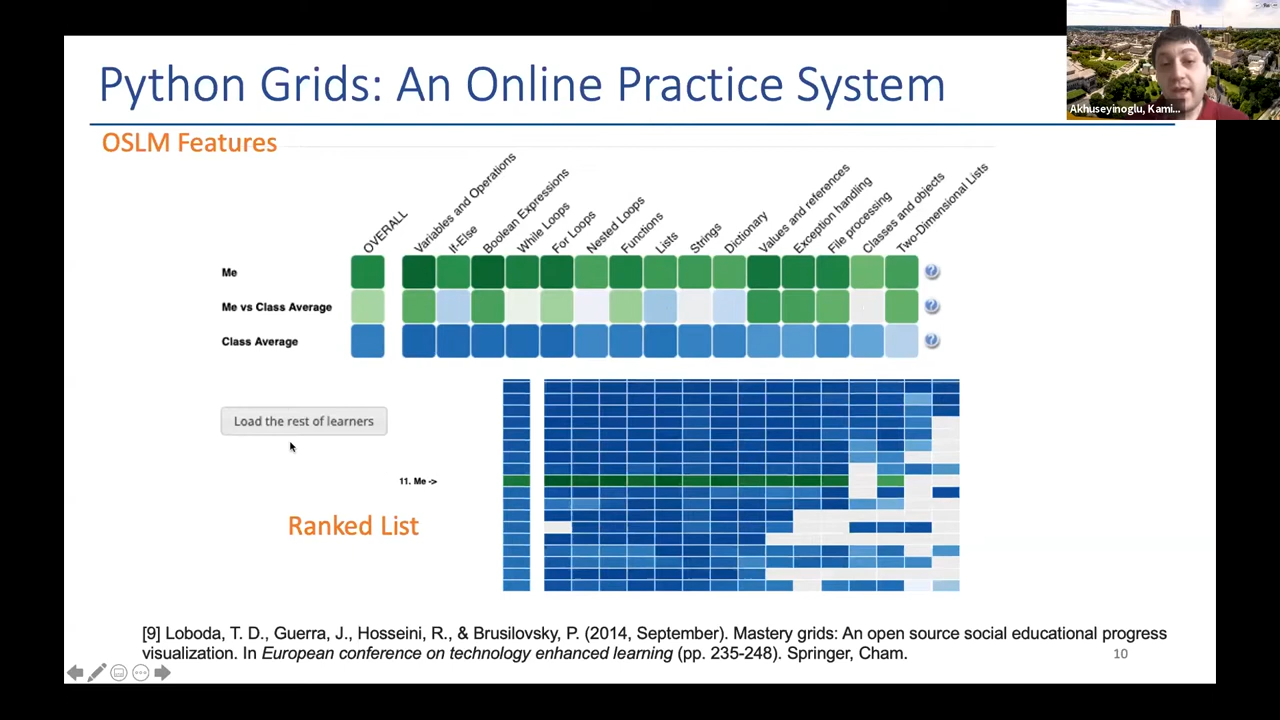 Akhuseyinoglu, Kami...
Python Grids: An Online Practice System
OSLM Features
OVERALL
Variables and Operations
If-Else
Boolean Expressions
While Loops
For Loops
Nested Loops
Functions
Lists
Strings
Dictionary
Values and references
Exception handling
File processing
Classes and objects
Two-Dimensional Lists
Me
?
Me vs Class Average
?
Class Average
?
Load the rest of learners
11. Me ->
Ranked List
[9] Loboda, T. D., Guerra, J., Hosseini, R., & Brusilovsky, P. (2014, September). Mastery grids: An open source social educational progress
visualization. In European conference on technology enhanced learning (pp. 235-248). Springer, Cham.
10